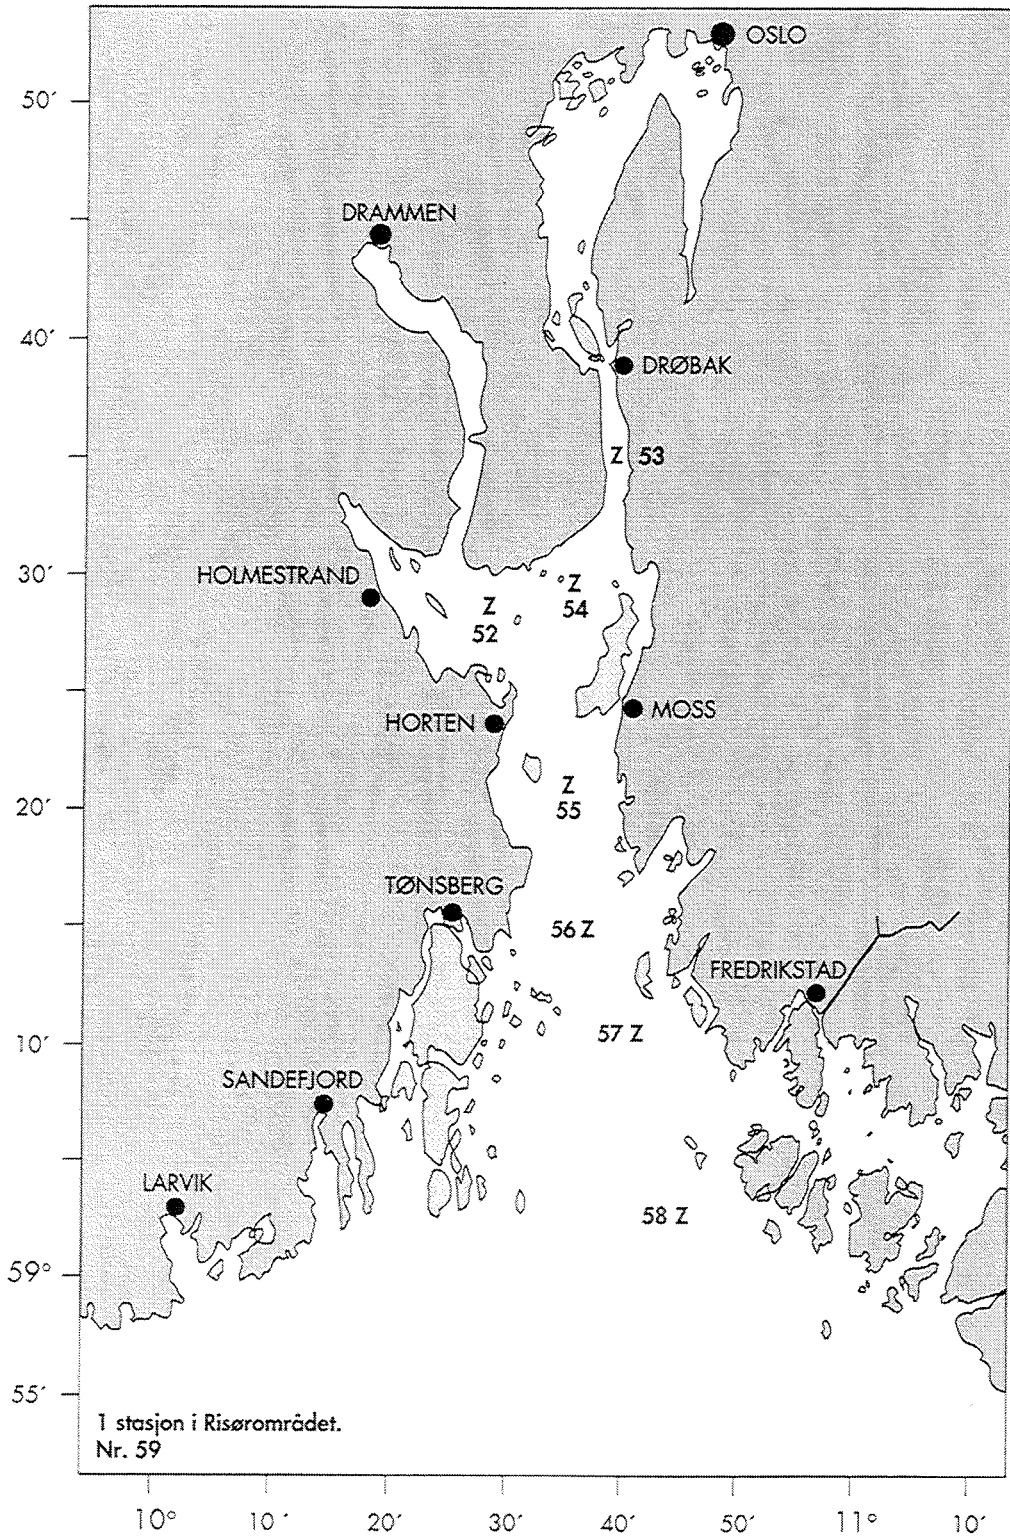 OSLO
50´
DRAMMEN
40´
DRØBAK
Z 53
30´
HOLMESTRAND
Z
54
Z
52
HORTEN
MOSS
Z
55
20´
TØNSBERG
56 Z
FREDRIKSTAD
57 Z
10´
SANDEFJORD
LARVIK
58 Z
59°
55´
1 stasjon i Risørområdet.
Nr. 59
10° 10´ 20´ 30´ 40´ 50´ 11° 10´